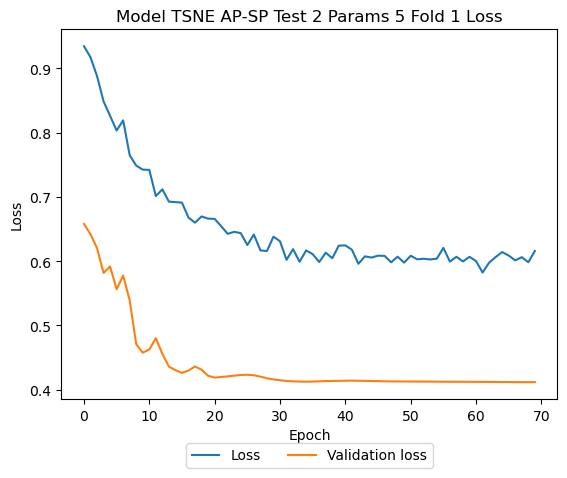 Model TSNE AP-SP Test 2 Params 5 Fold 1 Loss
0.9
0.8
0.7
0.6
0.5
0.4
Loss
0 10 20 30 40 50 60 70
Epoch
Loss Validation loss